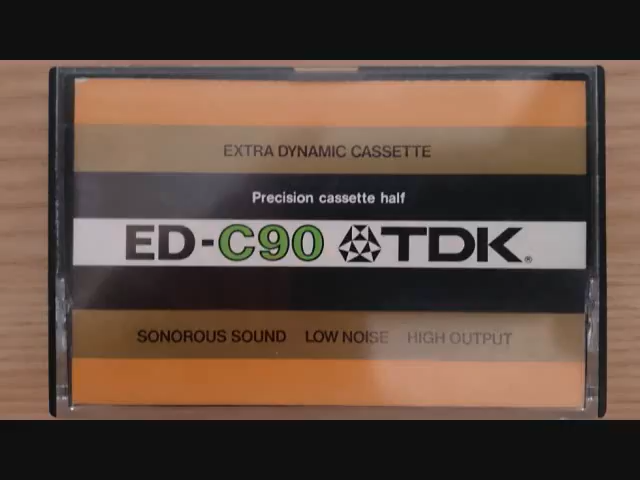 EXTRA DYNAMIC CASSETTE
Precision cassette half
ED-C90 TDK®
SONOROUS SOUND LOW NOISE HIGH OUTPUT